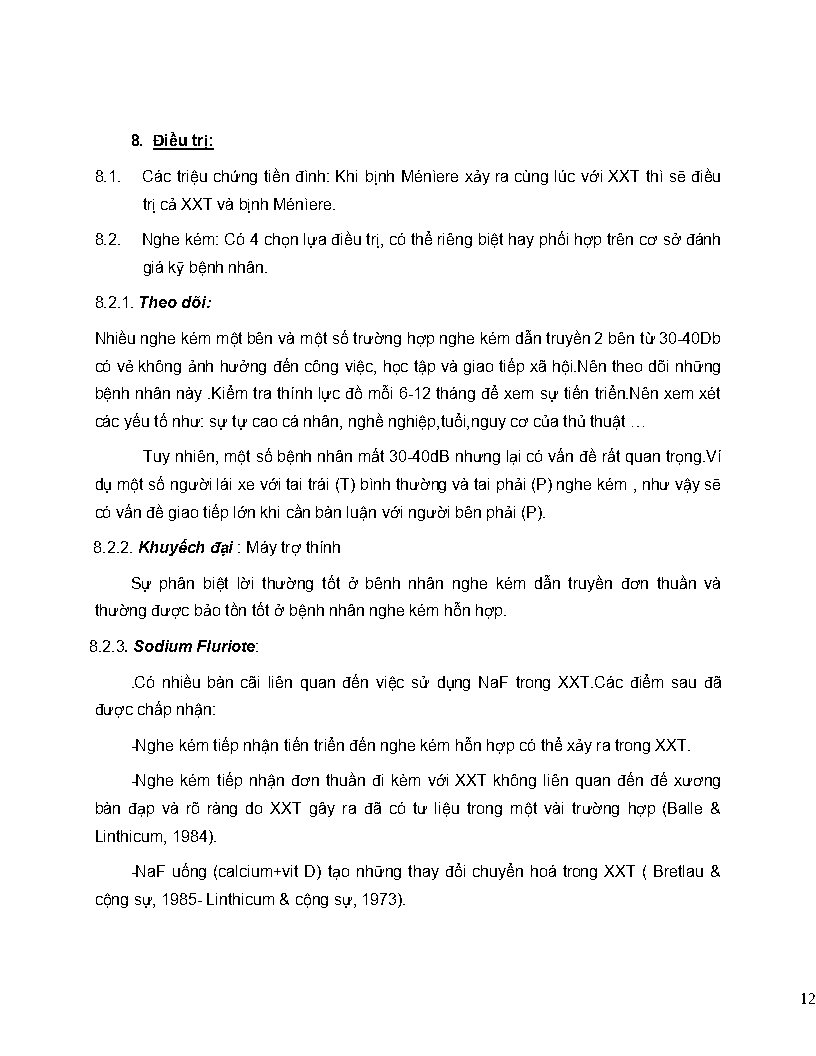 8. Điều trị:
8.1. Các triệu chứng tiền đình: Khi bịnh Ménìere xảy ra cùng lúc với XXT thì sẽ điều
trị cả XXT và bịnh Ménìere.
8.2. Nghe kém: Có 4 chọn lựa điều trị, có thể riêng biệt hay phối hợp trên cơ sở đánh
giá kỹ bệnh nhân.
8.2.1. Theo dõi:
Nhiều nghe kém một bên và một số trường hợp nghe kém dẫn truyền 2 bên từ 30-40Db
có vẻ không ảnh hưởng đến công việc, học tập và giao tiếp xã hội.Nên theo dõi những
bệnh nhân này .Kiểm tra thính lực đồ mỗi 6-12 tháng để xem sự tiến triển.Nên xem xét
các yếu tố như: sự tự cao cá nhân, nghề nghiệp,tuổi,nguy cơ của thủ thuật …
Tuy nhiên, một số bệnh nhân mất 30-40dB nhưng lại có vấn đề rất quan trọng.Ví
dụ một số người lái xe với tai trái (T) bình thường và tai phải (P) nghe kém , như vậy sẽ
có vấn đề giao tiếp lớn khi cần bàn luận với người bên phải (P).
8.2.2. Khuyếch đại : Máy trợ thính
Sự phân biệt lời thường tốt ở bênh nhân nghe kém dẫn truyền đơn thuần và
thường được bảo tồn tốt ở bệnh nhân nghe kém hỗn hợp.
8.2.3. Sodium Fluriote:
.Có nhiều bàn cãi liên quan đến việc sử dụng NaF trong XXT.Các điểm sau đã
được chấp nhận:
-Nghe kém tiếp nhận tiến triển đến nghe kém hỗn hợp có thể xảy ra trong XXT.
-Nghe kém tiếp nhận đơn thuần đi kèm với XXT không liên quan đến đế xương
bàn đạp và rõ ràng do XXT gây ra đã có tư liệu trong một vài trường hợp (Balle &
Linthicum, 1984).
-NaF uống (calcium+vit D) tạo những thay đổi chuyển hoá trong XXT ( Bretlau &
cộng sự, 1985- Linthicum & cộng sự, 1973).
12